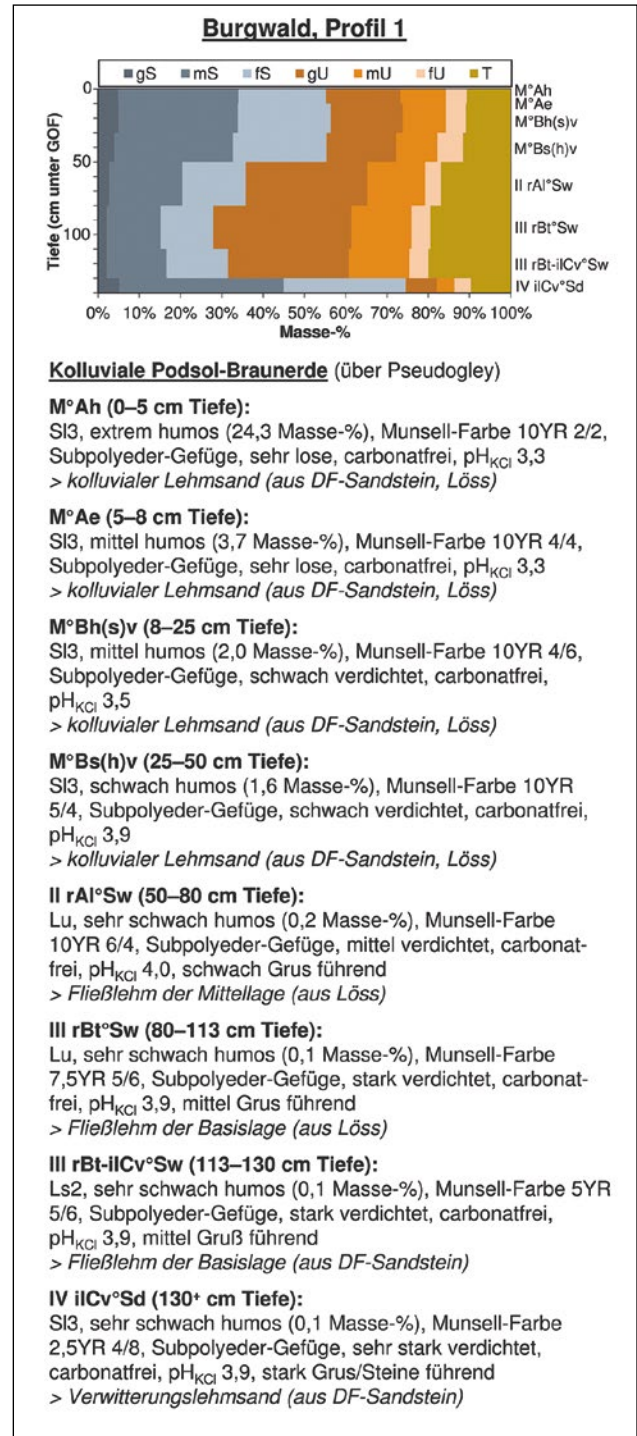 Burgwald, Profil 1
gS mS fS gU mU fU T
Tiefe (cm unter GOF)
0
50
100
M°Ah
M°Ae
M°Bh(s)v
M°Bs(h)v
II rAl°Sw
III rBt°Sw
III rBt-ilCv°Sw
IV ilCv°Sd
0% 10% 20% 30% 40% 50% 60% 70% 80% 90% 100%
Masse-%
Kolluviale Podsol-Braunerde (über Pseudogley)
M°Ah (0–5 cm Tiefe):
Sl3, extrem humos (24,3 Masse-%), Munsell-Farbe 10YR 2/2,
Subpolyeder-Gefüge, sehr lose, carbonatfrei, pHKCl 3,3
> kolluvialer Lehmsand (aus DF-Sandstein, Löss)
M°Ae (5–8 cm Tiefe):
Sl3, mittel humos (3,7 Masse-%), Munsell-Farbe 10YR 4/4,
Subpolyeder-Gefüge, sehr lose, carbonatfrei, pHKCl 3,3
> kolluvialer Lehmsand (aus DF-Sandstein, Löss)
M°Bh(s)v (8–25 cm Tiefe):
Sl3, mittel humos (2,0 Masse-%), Munsell-Farbe 10YR 4/6,
Subpolyeder-Gefüge, schwach verdichtet, carbonatfrei,
pHKCl 3,5
> kolluvialer Lehmsand (aus DF-Sandstein, Löss)
M°Bs(h)v (25–50 cm Tiefe):
Sl3, schwach humos (1,6 Masse-%), Munsell-Farbe 10YR
5/4, Subpolyeder-Gefüge, schwach verdichtet, carbonatfrei,
pHKCl 3,9
> kolluvialer Lehmsand (aus DF-Sandstein, Löss)
II rAl°Sw (50–80 cm Tiefe):
Lu, sehr schwach humos (0,2 Masse-%), Munsell-Farbe
10YR 6/4, Subpolyeder-Gefüge, mittel verdichtet, carbonat-
frei, pHKCl 4,0, schwach Grus führend
> Fließlehm der Mittellage (aus Löss)
III rBt°Sw (80–113 cm Tiefe):
Lu, sehr schwach humos (0,1 Masse-%), Munsell-Farbe
7,5YR 5/6, Subpolyeder-Gefüge, stark verdichtet, carbonat-
frei, pHKCl 3,9, mittel Grus führend
> Fließlehm der Basislage (aus Löss)
III rBt-ilCv°Sw (113–130 cm Tiefe):
Ls2, sehr schwach humos (0,1 Masse-%), Munsell-Farbe 5YR
5/6, Subpolyeder-Gefüge, stark verdichtet, carbonatfrei,
pHKCl 3,9, mittel Gruß führend
> Fließlehm der Basislage (aus DF-Sandstein)
IV ilCv°Sd (130⁺ cm Tiefe):
Sl3, sehr schwach humos (0,1 Masse-%), Munsell-Farbe
2,5YR 4/8, Subpolyeder-Gefüge, sehr stark verdichtet,
carbonatfrei, pHKCl 3,9, stark Grus/Steine führend
> Verwitterungslehmsand (aus DF-Sandstein)